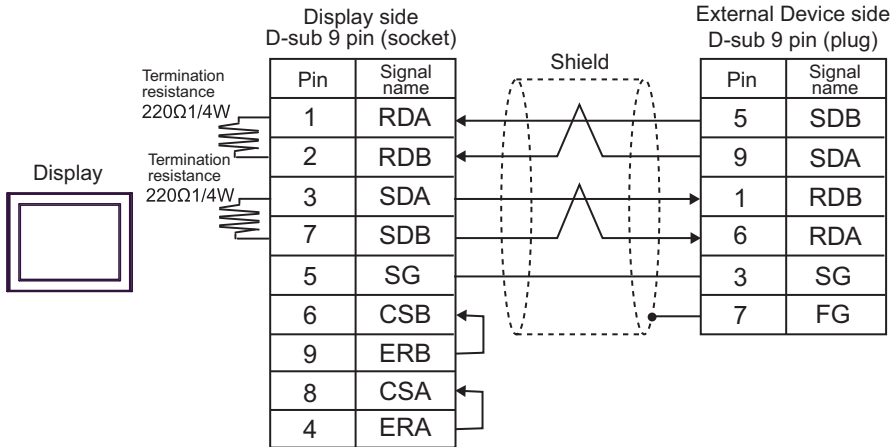 Display side
D-sub 9 pin (socket)
External Device side
D-sub 9 pin (plug)
Shield
Termination
resistance
220Ω1/4W
Termination
resistance
220Ω1/4W
Display
Pin Signal name
1 RDA
2 RDB
3 SDA
7 SDB
5 SG
6 CSB
9 ERB
8 CSA
4 ERA
Pin Signal name
5 SDB
9 SDA
1 RDB
6 RDA
3 SG
7 FG